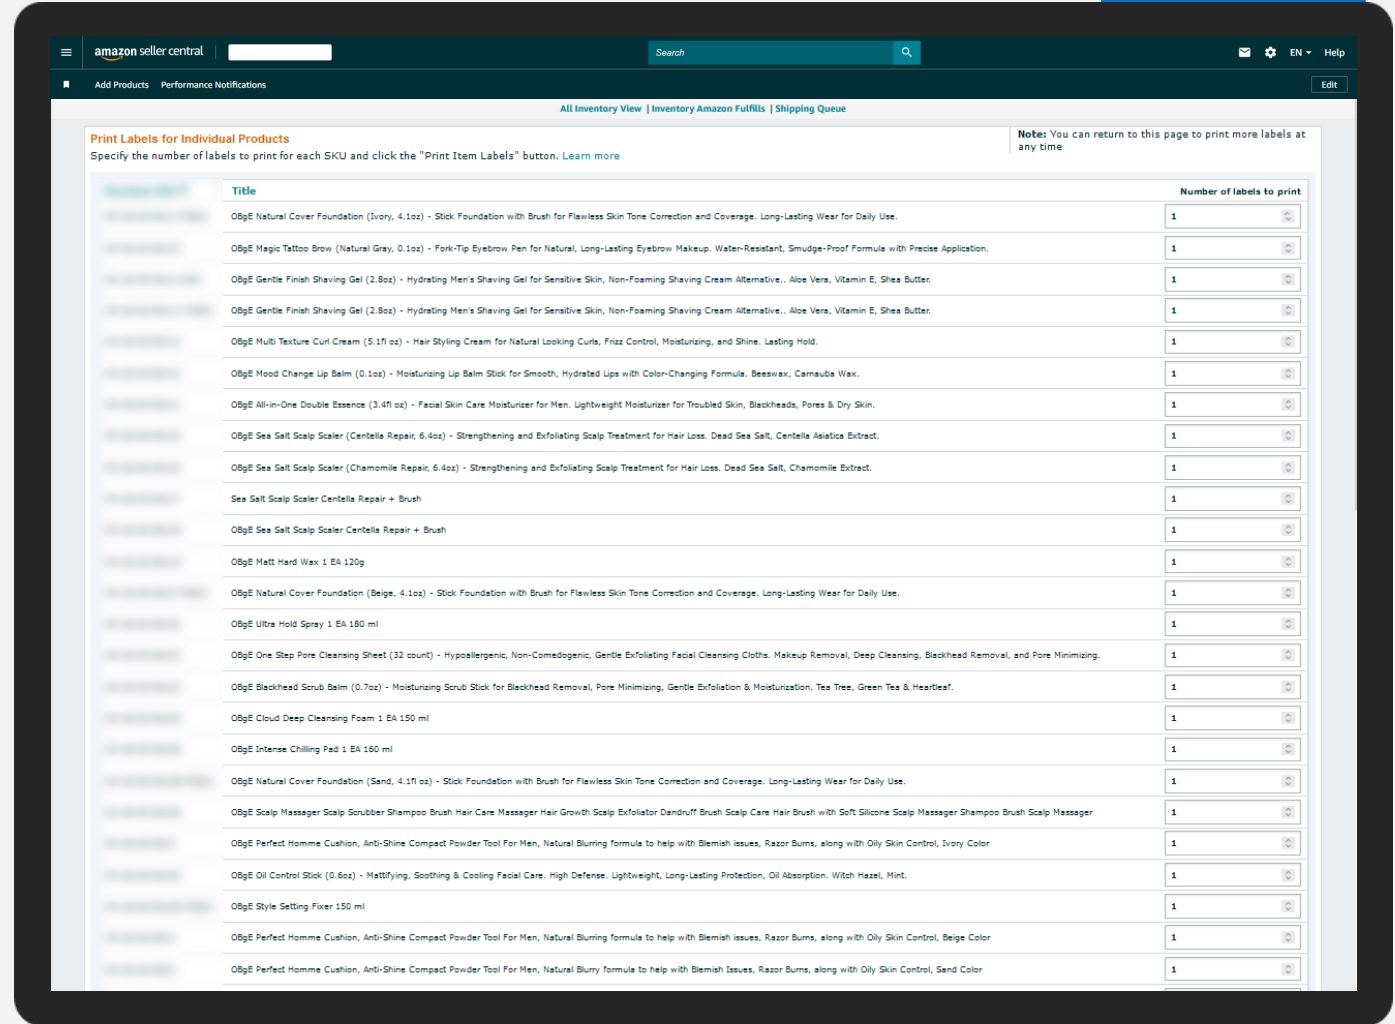 amazon seller central
Search
EN
Help
Add Products
Performance Notifications
Edit
All Inventory View | Inventory Amazon Fulfills | Shipping Queue
Print Labels for Individual Products
Specify the number of labels to print for each SKU and click the "Print Item Labels" button. Learn more
Note: You can return to this page to print more labels at
any time
Title
Number of labels to print
OBgE Natural Cover Foundation (Ivory, 4.1oz) - Stick Foundation with Brush for Flawless Skin Tone Correction and Coverage. Long-Lasting Wear for Daily Use.
1
OBgE Magic Tattoo Brow (Natural Gray, 0.1oz) - Fork-Tip Eyebrow Pen for Natural, Long-Lasting Eyebrow Makeup. Water-Resistant, Smudge-Proof Formula with Precise Application.
1
OBgE Gentle Finish Shaving Gel (2.8oz) - Hydrating Men's Shaving Gel for Sensitive Skin, Non-Foaming Shaving Cream Alternative.. Aloe Vera, Vitamin E, Shea Butter.
1
OBgE Gentle Finish Shaving Gel (2.8oz) - Hydrating Men's Shaving Gel for Sensitive Skin, Non-Foaming Shaving Cream Alternative.. Aloe Vera, Vitamin E, Shea Butter.
1
OBgE Multi Texture Curl Cream (5.1fl oz) - Hair Styling Cream for Natural Looking Curls, Frizz Control, Moisturizing, and Shine. Lasting Hold.
1
OBgE Mood Change Lip Balm (0.1oz) - Moisturizing Lip Balm Stick for Smooth, Hydrated Lips with Color-Changing Formula. Beeswax, Carnauba Wax.
1
OBgE All-in-One Double Essence (3.4fl oz) - Facial Skin Care Moisturizer for Men. Lightweight Moisturizer for Troubled Skin, Blackheads, Pores & Dry Skin.
1
OBgE Sea Salt Scalp Scaler (Centella Repair, 6.4oz) - Strengthening and Exfoliating Scalp Treatment for Hair Loss. Dead Sea Salt, Centella Asiatica Extract.
1
OBgE Sea Salt Scalp Scaler (Chamomile Repair, 6.4oz) - Strengthening and Exfoliating Scalp Treatment for Hair Loss. Dead Sea Salt, Chamomile Extract.
1
Sea Salt Scalp Scaler Centella Repair + Brush
1
OBgE Sea Salt Scalp Scaler Centella Repair + Brush
1
OBgE Matt Hard Wax 1 EA 120g
1
OBgE Natural Cover Foundation (Beige, 4.1oz) - Stick Foundation with Brush for Flawless Skin Tone Correction and Coverage. Long-Lasting Wear for Daily Use.
1
OBgE Ultra Hold Spray 1 EA 180 ml
1
OBgE One Step Pore Cleansing Sheet (32 count) - Hypoallergenic, Non-Comedogenic, Gentle Exfoliating Facial Cleansing Cloths. Makeup Removal, Deep Cleansing, Blackhead Removal, and Pore Minimizing.
1
OBgE Blackhead Scrub Balm (0.7oz) - Moisturizing Scrub Stick for Blackhead Removal, Pore Minimizing, Gentle Exfoliation & Moisturization. Tea Tree, Green Tea & Heartleaf.
1
OBgE Cloud Deep Cleansing Foam 1 EA 150 ml
1
OBgE Intense Chilling Pad 1 EA 160 ml
1
OBgE Natural Cover Foundation (Sand, 4.1fl oz) - Stick Foundation with Brush for Flawless Skin Tone Correction and Coverage. Long-Lasting Wear for Daily Use.
1
OBgE Scalp Massager Scalp Scrubber Shampoo Brush Hair Care Massager Hair Growth Scalp Exfoliator Dandruff Brush Scalp Care Hair Brush with Soft Silicone Scalp Massager Shampoo Brush Scalp Massager
1
OBgE Perfect Homme Cushion, Anti-Shine Compact Powder Tool For Men, Natural Blurring formula to help with Blemish issues, Razor Burns, along with Oily Skin Control, Ivory Color
1
OBgE Oil Control Stick (0.6oz) - Mattifying, Soothing & Cooling Facial Care. High Defense. Lightweight, Long-Lasting Protection, Oil Absorption. Witch Hazel, Mint.
1
OBgE Style Setting Fixer 150 ml
1
OBgE Perfect Homme Cushion, Anti-Shine Compact Powder Tool For Men, Natural Blurring formula to help with Blemish issues, Razor Burns, along with Oily Skin Control, Beige Color
1
OBgE Perfect Homme Cushion, Anti-Shine Compact Powder Tool For Men, Natural Blurry formula to help with Blemish Issues, Razor Burns, along with Oily Skin Control, Sand Color
1